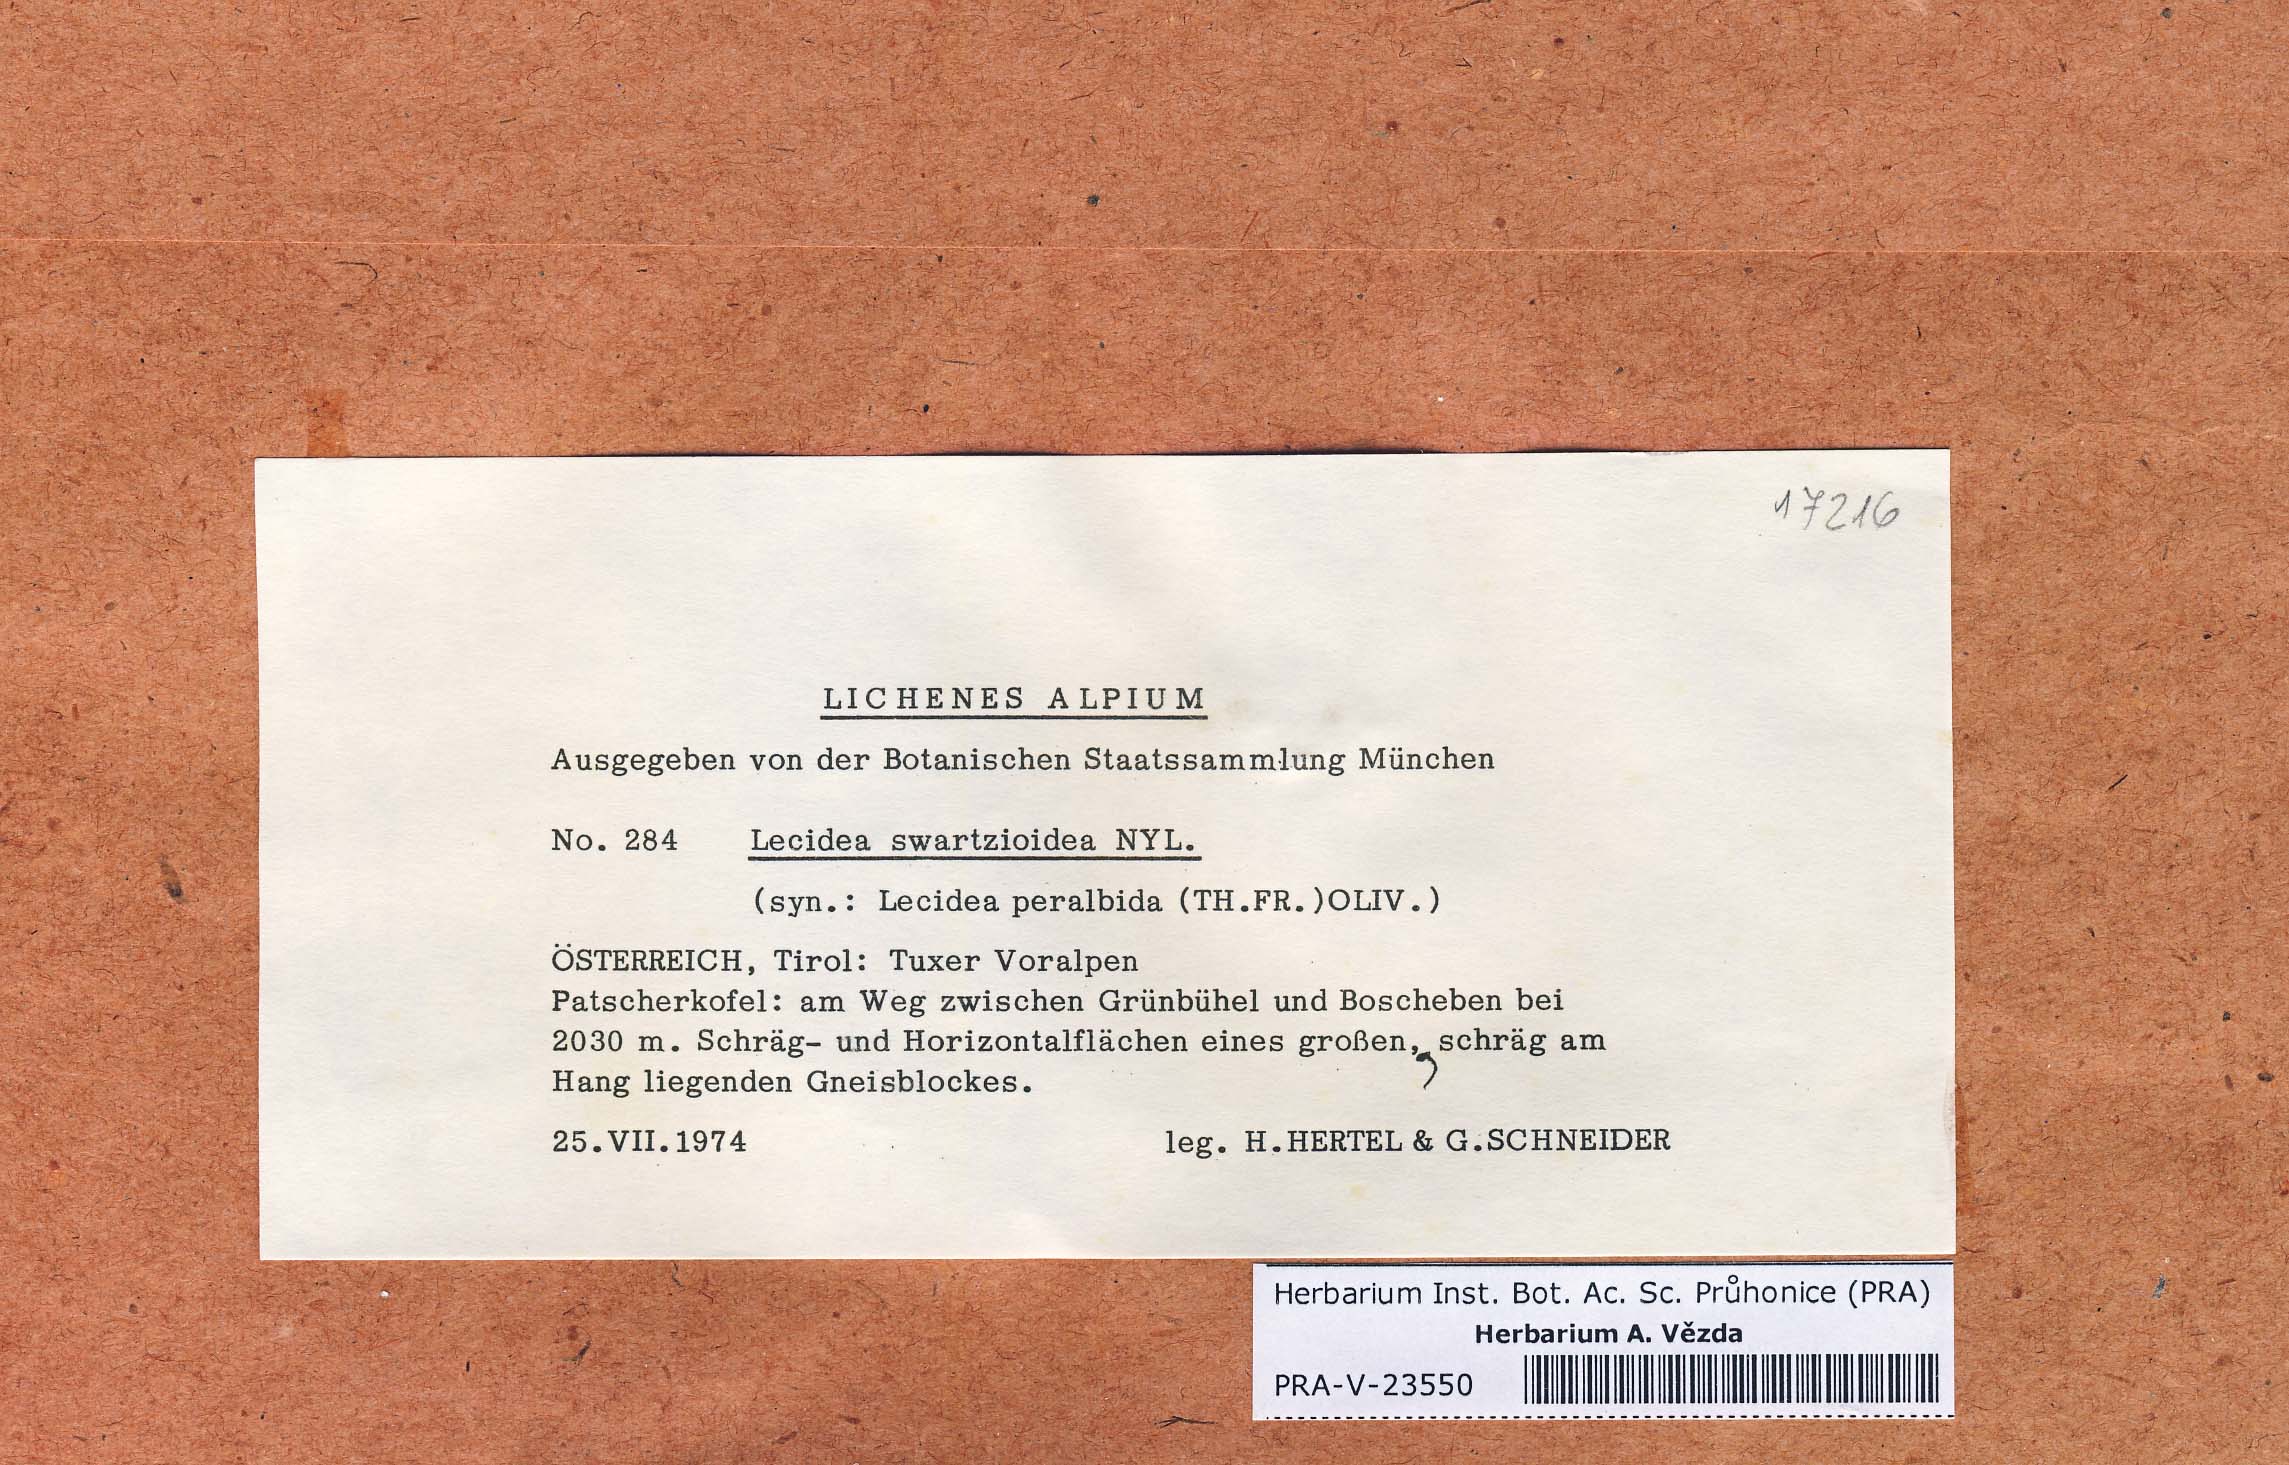 17216
LICHENES ALPIUM
Ausgegeben von der Botanischen Staatssammlung München
No. 284 Lecidea swartzioidea NYL.
(syn.: Lecidea peralbida (TH.FR.)OLIV.)
ÖSTERREICH, Tirol: Tuxer Voralpen
Patscherkofel: am Weg zwischen Grünbühel und Boscheben bei
2030 m. Schräg- und Horizontalflächen eines großen, schräg am
Hang liegenden Gneisblockes.
25.VII.1974 leg. H.HERTEL & G.SCHNEIDER
Herbarium Inst. Bot. Ac. Sc. Průhonice (PRA)
Herbarium A. Vězda
PRA-V-23550